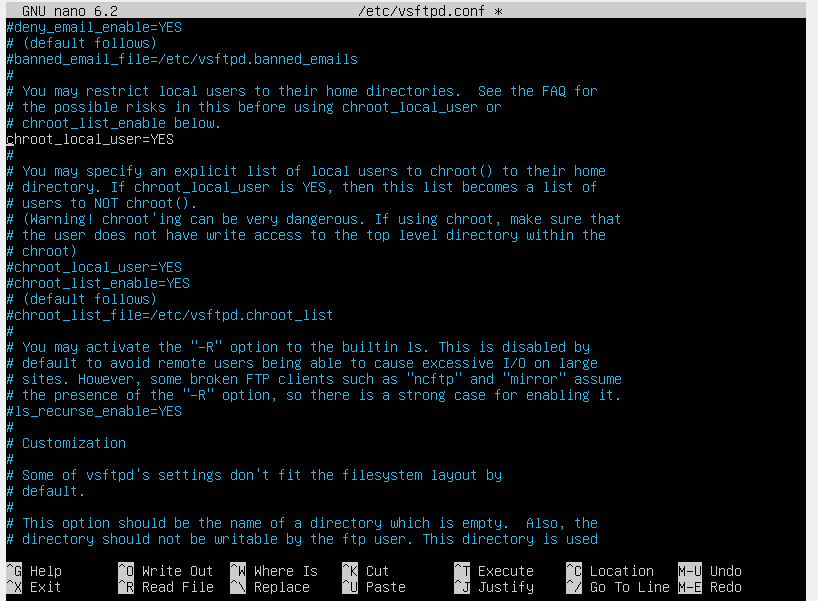 GNU nano 6.2 /etc/vsftpd.conf *
#deny_email_enable=YES
# (default follows)
#banned_email_file=/etc/vsftpd.banned_emails
#
# You may restrict local users to their home directories.  See the FAQ for
# the possible risks in this before using chroot_local_user or
# chroot_list_enable below.
chroot_local_user=YES
#
# You may specify an explicit list of local users to chroot() to their home
# directory. If chroot_local_user is YES, then this list becomes a list of
# users to NOT chroot().
# (Warning! chroot'ing can be very dangerous. If using chroot, make sure that
# the user does not have write access to the top level directory within the
# chroot)
#chroot_local_user=YES
#chroot_list_enable=YES
# (default follows)
#chroot_list_file=/etc/vsftpd.chroot_list
#
# You may activate the "-R" option to the builtin ls. This is disabled by
# default to avoid remote users being able to cause excessive I/O on large
# sites. However, some broken FTP clients such as "ncftp" and "mirror" assume
# the presence of the "-R" option, so there is a strong case for enabling it.
#ls_recurse_enable=YES
#
# Customization
#
# Some of vsftpd's settings don't fit the filesystem layout by
# default.
#
# This option should be the name of a directory which is empty.  Also, the
# directory should not be writable by the ftp user. This directory is used
^G Help ^O Write Out ^W Where Is ^K Cut ^T Execute ^C Location M-U Undo
^X Exit ^R Read File ^\ Replace ^U Paste ^J Justify ^/ Go To Line M-E Redo